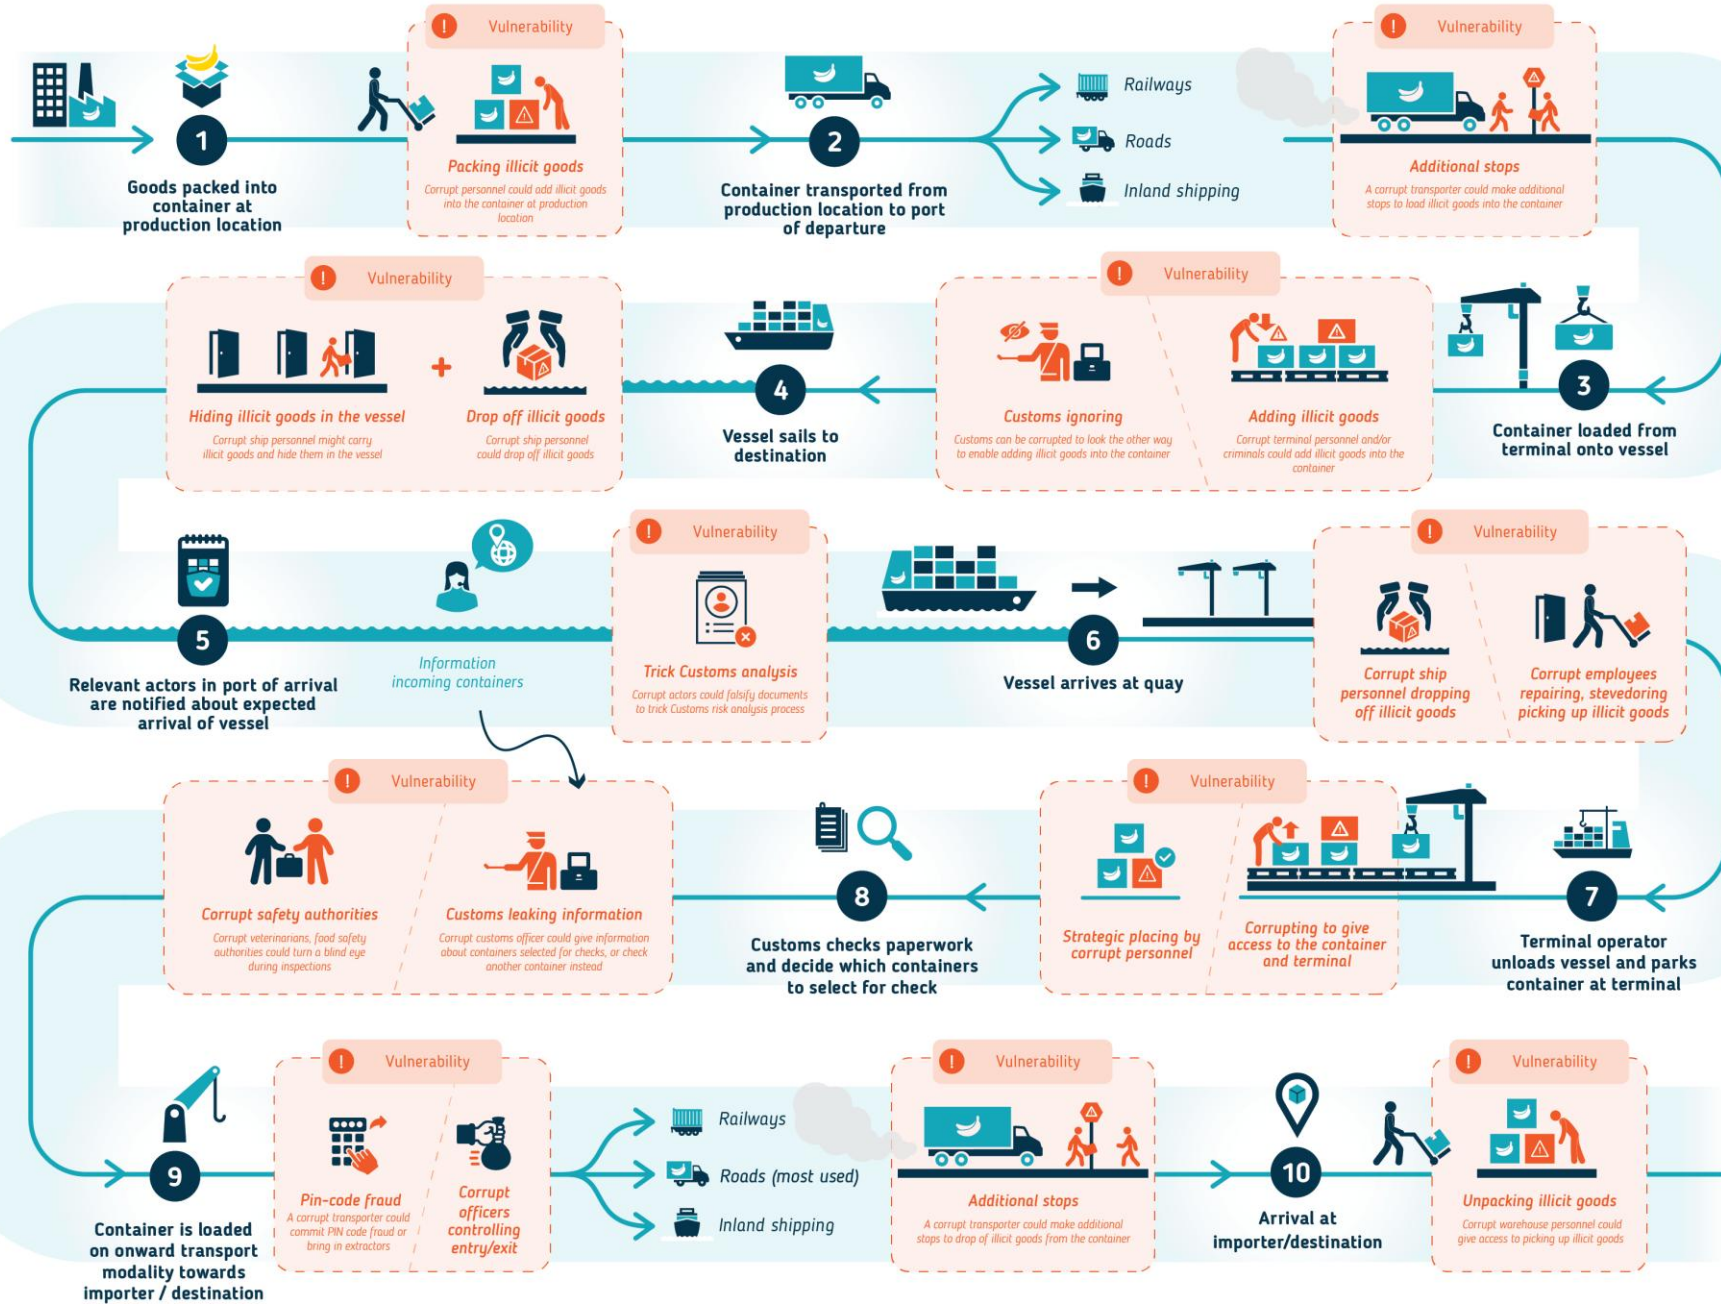 ! Vulnerability
1
Goods packed into
container at
production location
Packing illicit goods
Corrupt personnel could add illicit goods
into the container at production
location
2
Container transported from
production location to port
of departure
Railways
Roads
Inland shipping
! Vulnerability
Additional stops
A corrupt transporter could make additional
stops to load illicit goods into the container
3
Container loaded from
terminal onto vessel
! Vulnerability
Customs ignoring
Customs can be corrupted to look the other way
to enable adding illicit goods into the container
Adding illicit goods
Corrupt terminal personnel and/or
criminals could add illicit goods into the
container
4
Vessel sails to
destination
! Vulnerability
Hiding illicit goods in the vessel
Corrupt ship personnel might carry
illicit goods and hide them in the vessel
+
Drop off illicit goods
Corrupt ship personnel
could drop off illicit goods
5
Relevant actors in port of arrival
are notified about expected
arrival of vessel
Information
incoming containers
! Vulnerability
Trick Customs analysis
Corrupt actors could falsify documents
to trick Customs risk analysis process
6
Vessel arrives at quay
! Vulnerability
Corrupt ship
personnel dropping
off illicit goods
Corrupt employees
repairing, stevedoring
picking up illicit goods
7
Terminal operator
unloads vessel and parks
container at terminal
! Vulnerability
Strategic placing by
corrupt personnel
Corrupting to give
access to the container
and terminal
8
Customs checks paperwork
and decide which containers
to select for check
! Vulnerability
Corrupt safety authorities
Corrupt veterinarians, food safety
authorities could turn a blind eye
during inspections
Customs leaking information
Corrupt customs officer could give information
about containers selected for checks, or check
another container instead
9
Container is loaded
on onward transport
modality towards
importer / destination
! Vulnerability
Pin-code fraud
A corrupt transporter could
commit PIN code fraud or
bring in extractors
Corrupt
officers
controlling
entry/exit
Railways
Roads (most used)
Inland shipping
! Vulnerability
Additional stops
A corrupt transporter could make additional
stops to drop of illicit goods from the container
10
Arrival at
importer/destination
! Vulnerability
Unpacking illicit goods
Corrupt warehouse personnel could
give access to picking up illicit goods